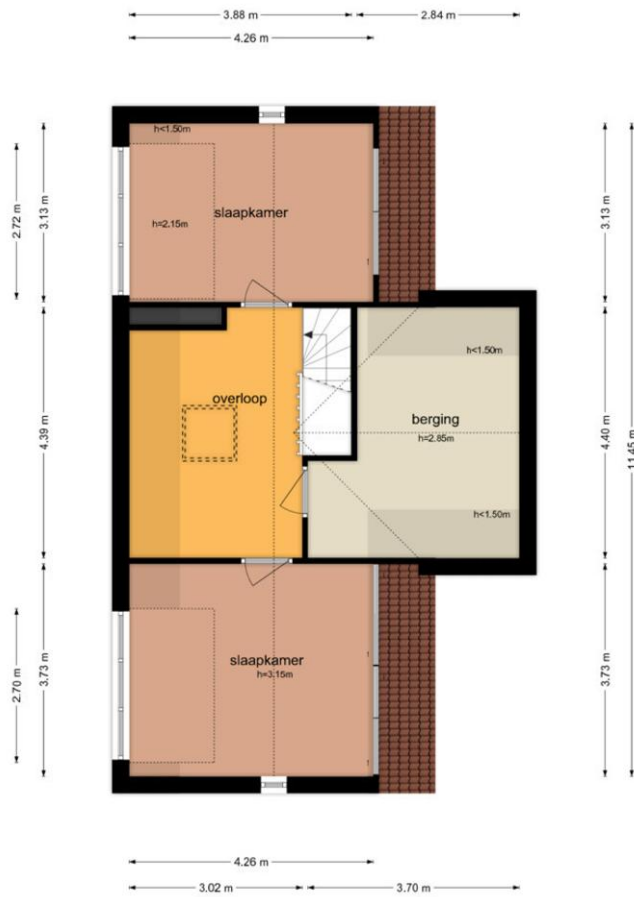 3.88 m
2.84 m
4.26 m
h<1.50m
slaapkamer
h=2.15m
2.72 m
3.13 m
3.13 m
overloop
h<1.50m
berging
h=2.85m
h<1.50m
4.39 m
4.40 m
11.45 m
slaapkamer
h=3.15m
2.70 m
3.73 m
3.73 m
4.26 m
3.02 m
3.70 m